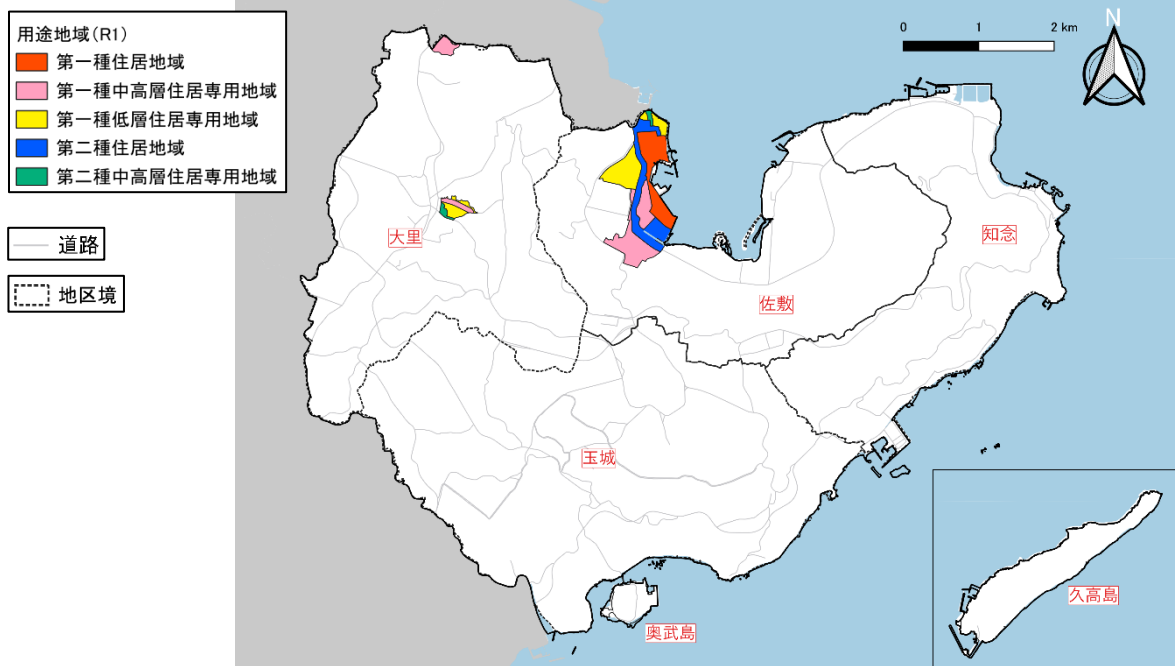 用途地域(R1)
第一種住居地域
第一種中高層住居専用地域
第一種低層住居専用地域
第二種住居地域
第二種中高層住居専用地域
道路
地区境
0 1 2 km
N
大里
佐敷
知念
玉城
奥武島
久高島